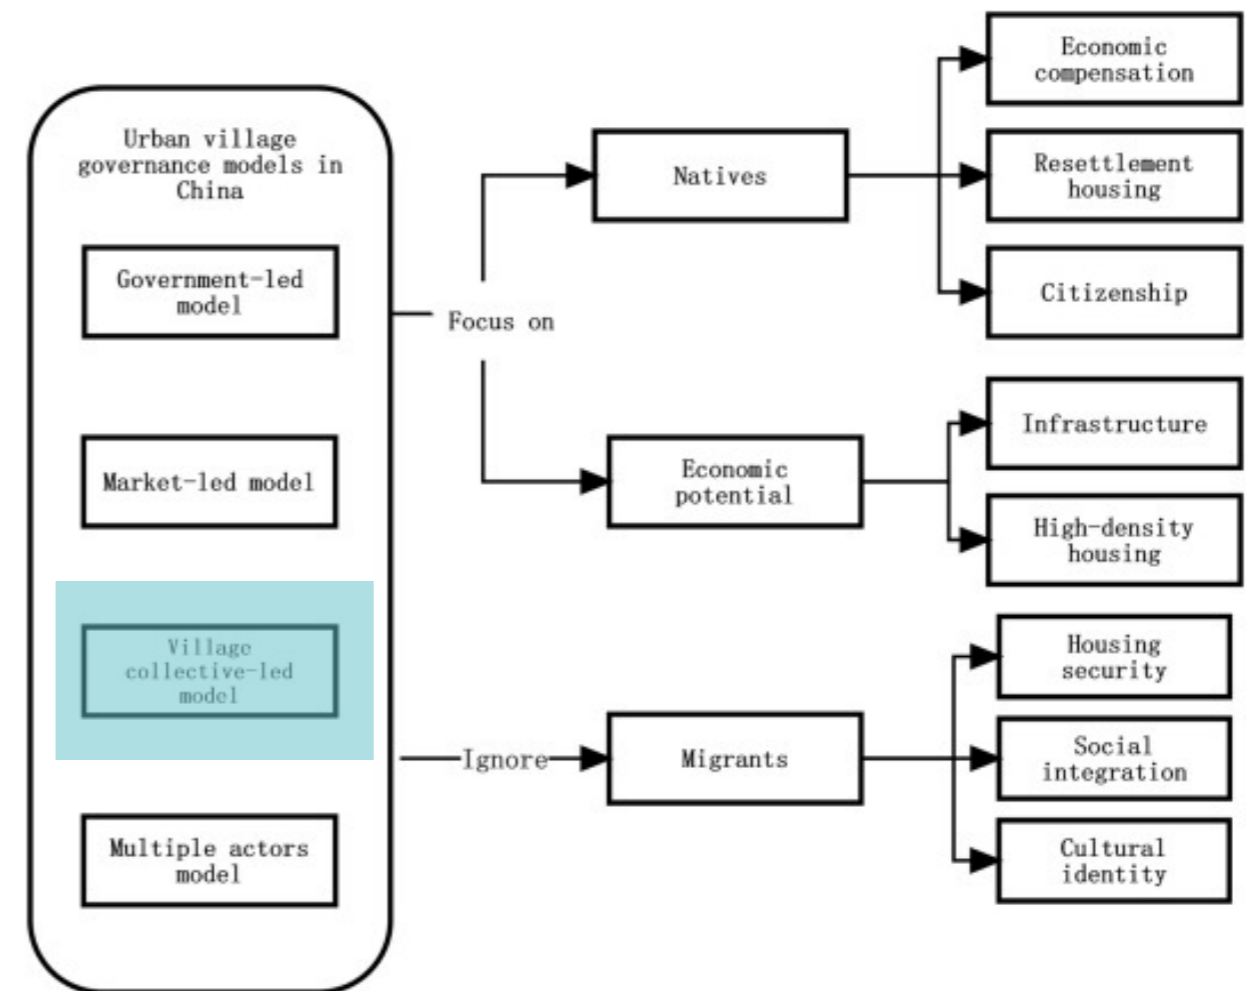 Urban village
governance models in
China
Government-led
model
Market-led model
Village
collective-led
model
Multiple actors
model
Focus on
Ignore
Natives
Economic
potential
Migrants
Economic
compensation
Resettlement
housing
Citizenship
Infrastructure
High-density
housing
Housing
security
Social
integration
Cultural
identity